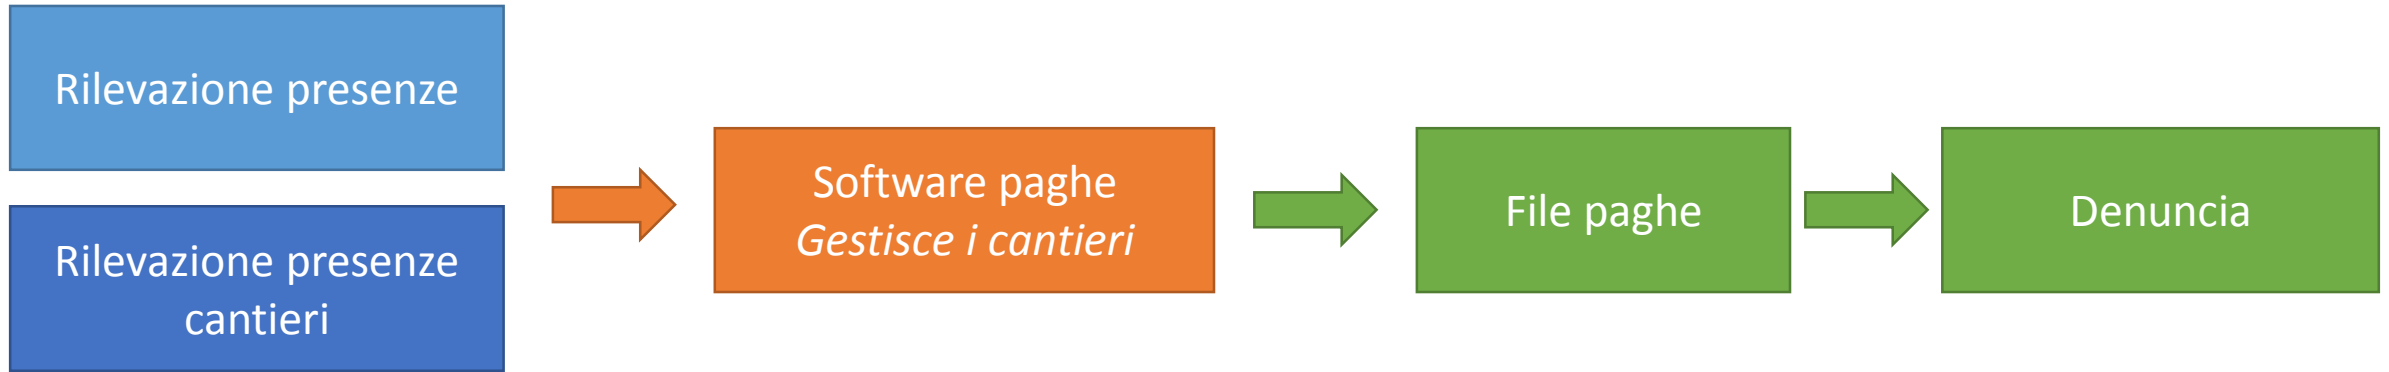 Rilevazione presenze
Rilevazione presenze
cantieri
Software paghe
Gestisce i cantieri
File paghe
Denuncia